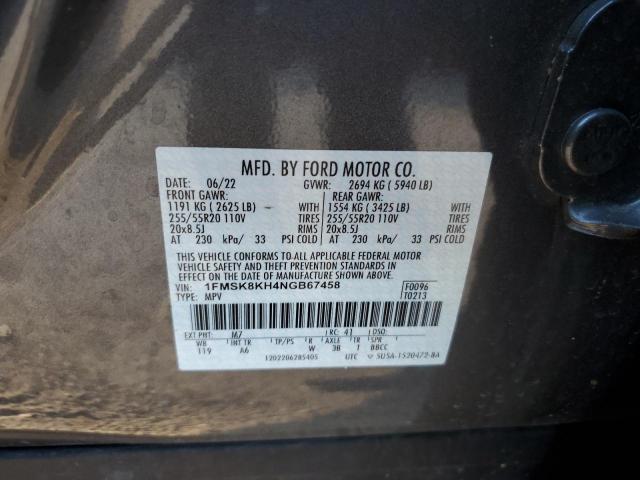 MFD. BY FORD MOTOR CO.
DATE: 06/22 GVWR: 2694 KG ( 5940 LB)
FRONT GAWR: REAR GAWR:
1191 KG ( 2625 LB) WITH 1554 KG ( 3425 LB) WITH
255/55R20 110V TIRES 255/55R20 110V TIRES
20x8.5J RIMS 20x8.5J RIMS
AT 230 kPa/ 33 PSI COLD AT 230 kPa/ 33 PSI COLD
THIS VEHICLE CONFORMS TO ALL APPLICABLE FEDERAL MOTOR
VEHICLE SAFETY AND THEFT PREVENTION STANDARDS IN
EFFECT ON THE DATE OF MANUFACTURE SHOWN ABOVE.
VIN: 1FMSK8KH4NGB67458 F0096
TYPE: MPV T0213
EXT PNT: M7 RC: 41 DSO:
WB INT TR TP/PS R AXLE TR SPR
119 A6 W 3B 1 BBCC
1202206285405 UTC 5USA-1520472-BA